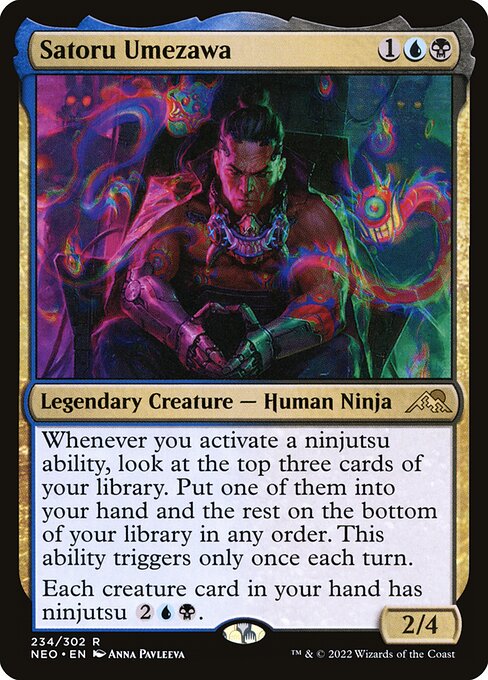 Satoru Umezawa 1
Legendary Creature — Human Ninja
Whenever you activate a ninjutsu
ability, look at the top three cards of
your library. Put one of them into
your hand and the rest on the bottom
of your library in any order. This
ability triggers only once each turn.
Each creature card in your hand has
ninjutsu 2.
2/4
234/302 R
NEO • EN Anna Pavleeva
™ & © 2022 Wizards of the Coast